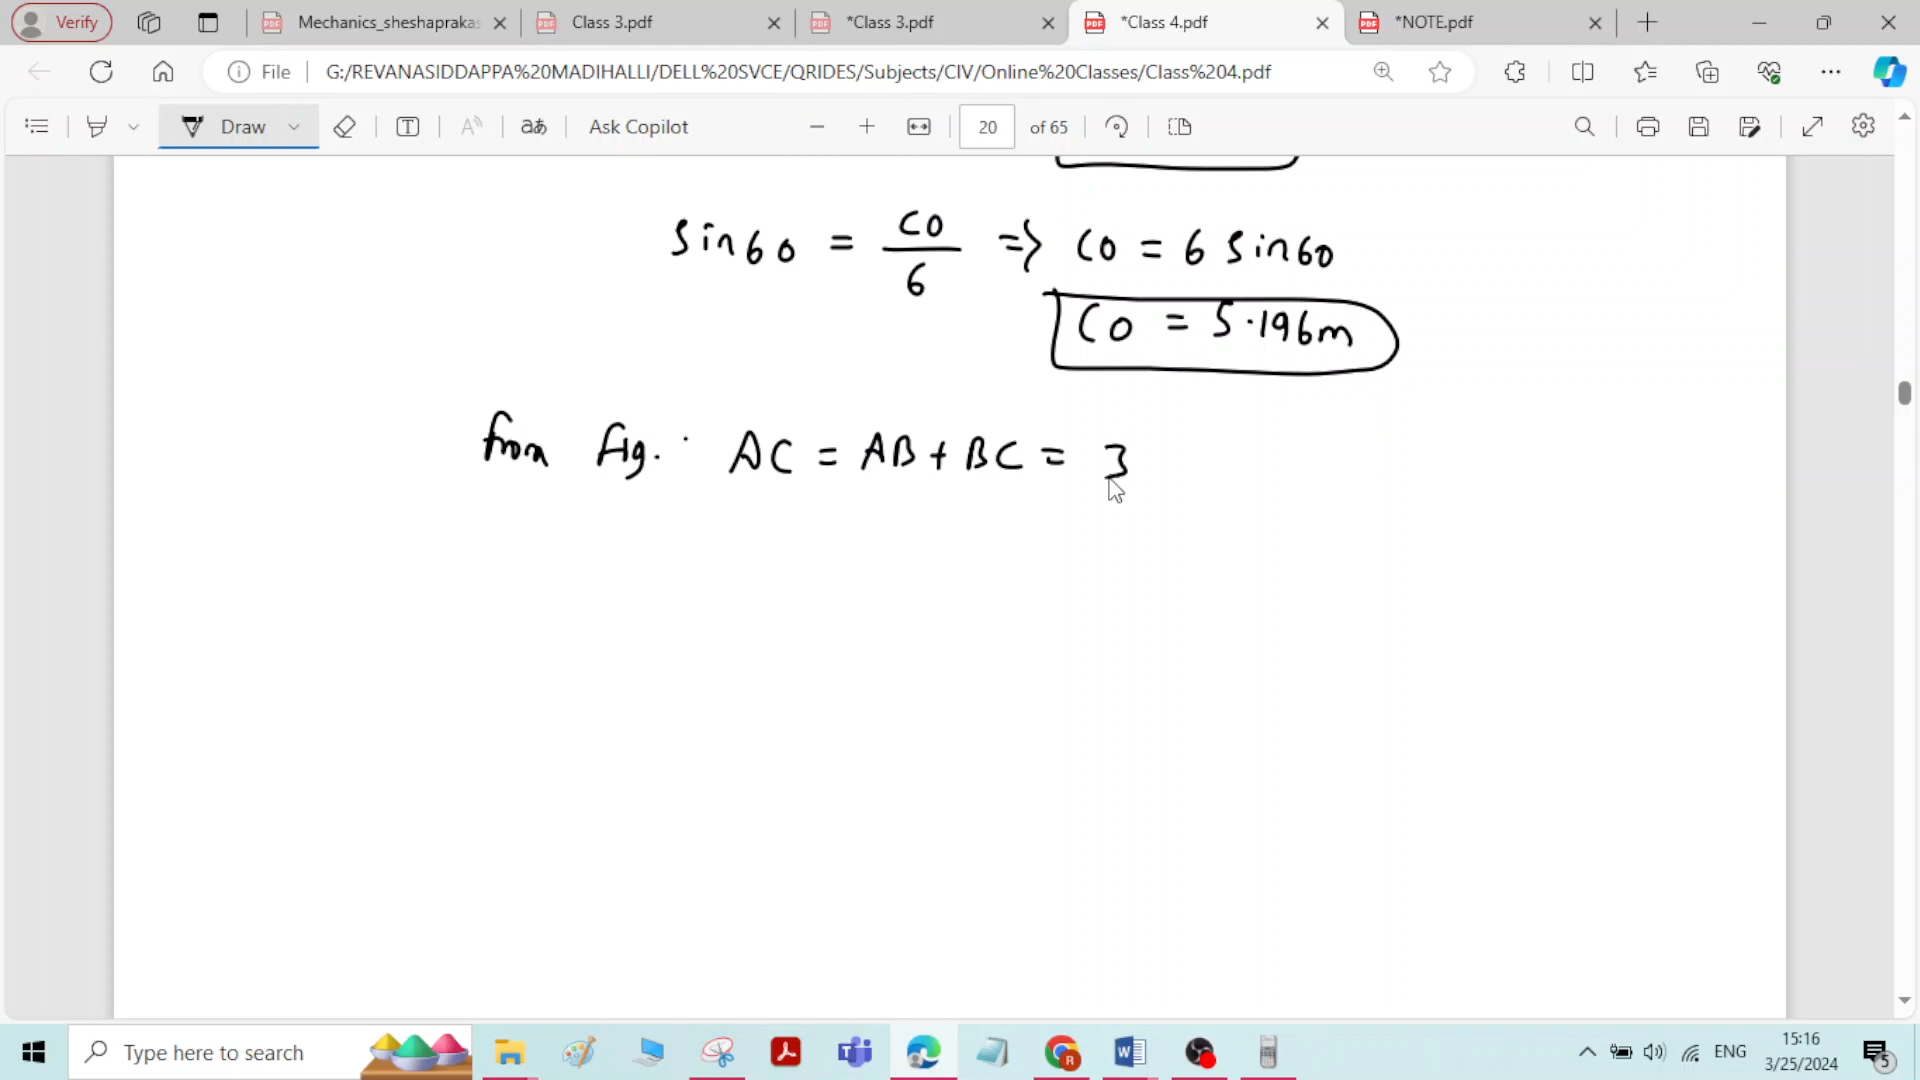 Verify
Mechanics_sheshapraka
Class 3.pdf
*Class 3.pdf
*Class 4.pdf
*NOTE.pdf
File
G:/REVANASIDDAPPA%20MADIHALLI/DELL%20SVCE/QRIDES/Subjects/CIV/Online%20Classes/Class%204.pdf
Draw
Ask Copilot
20 of 65
Sin60 = CO/6 => CO = 6 Sin60
CO = 5.196m
from fig. AC = AB + BC = 3
Type here to search
ENG
15:16
3/25/2024
5